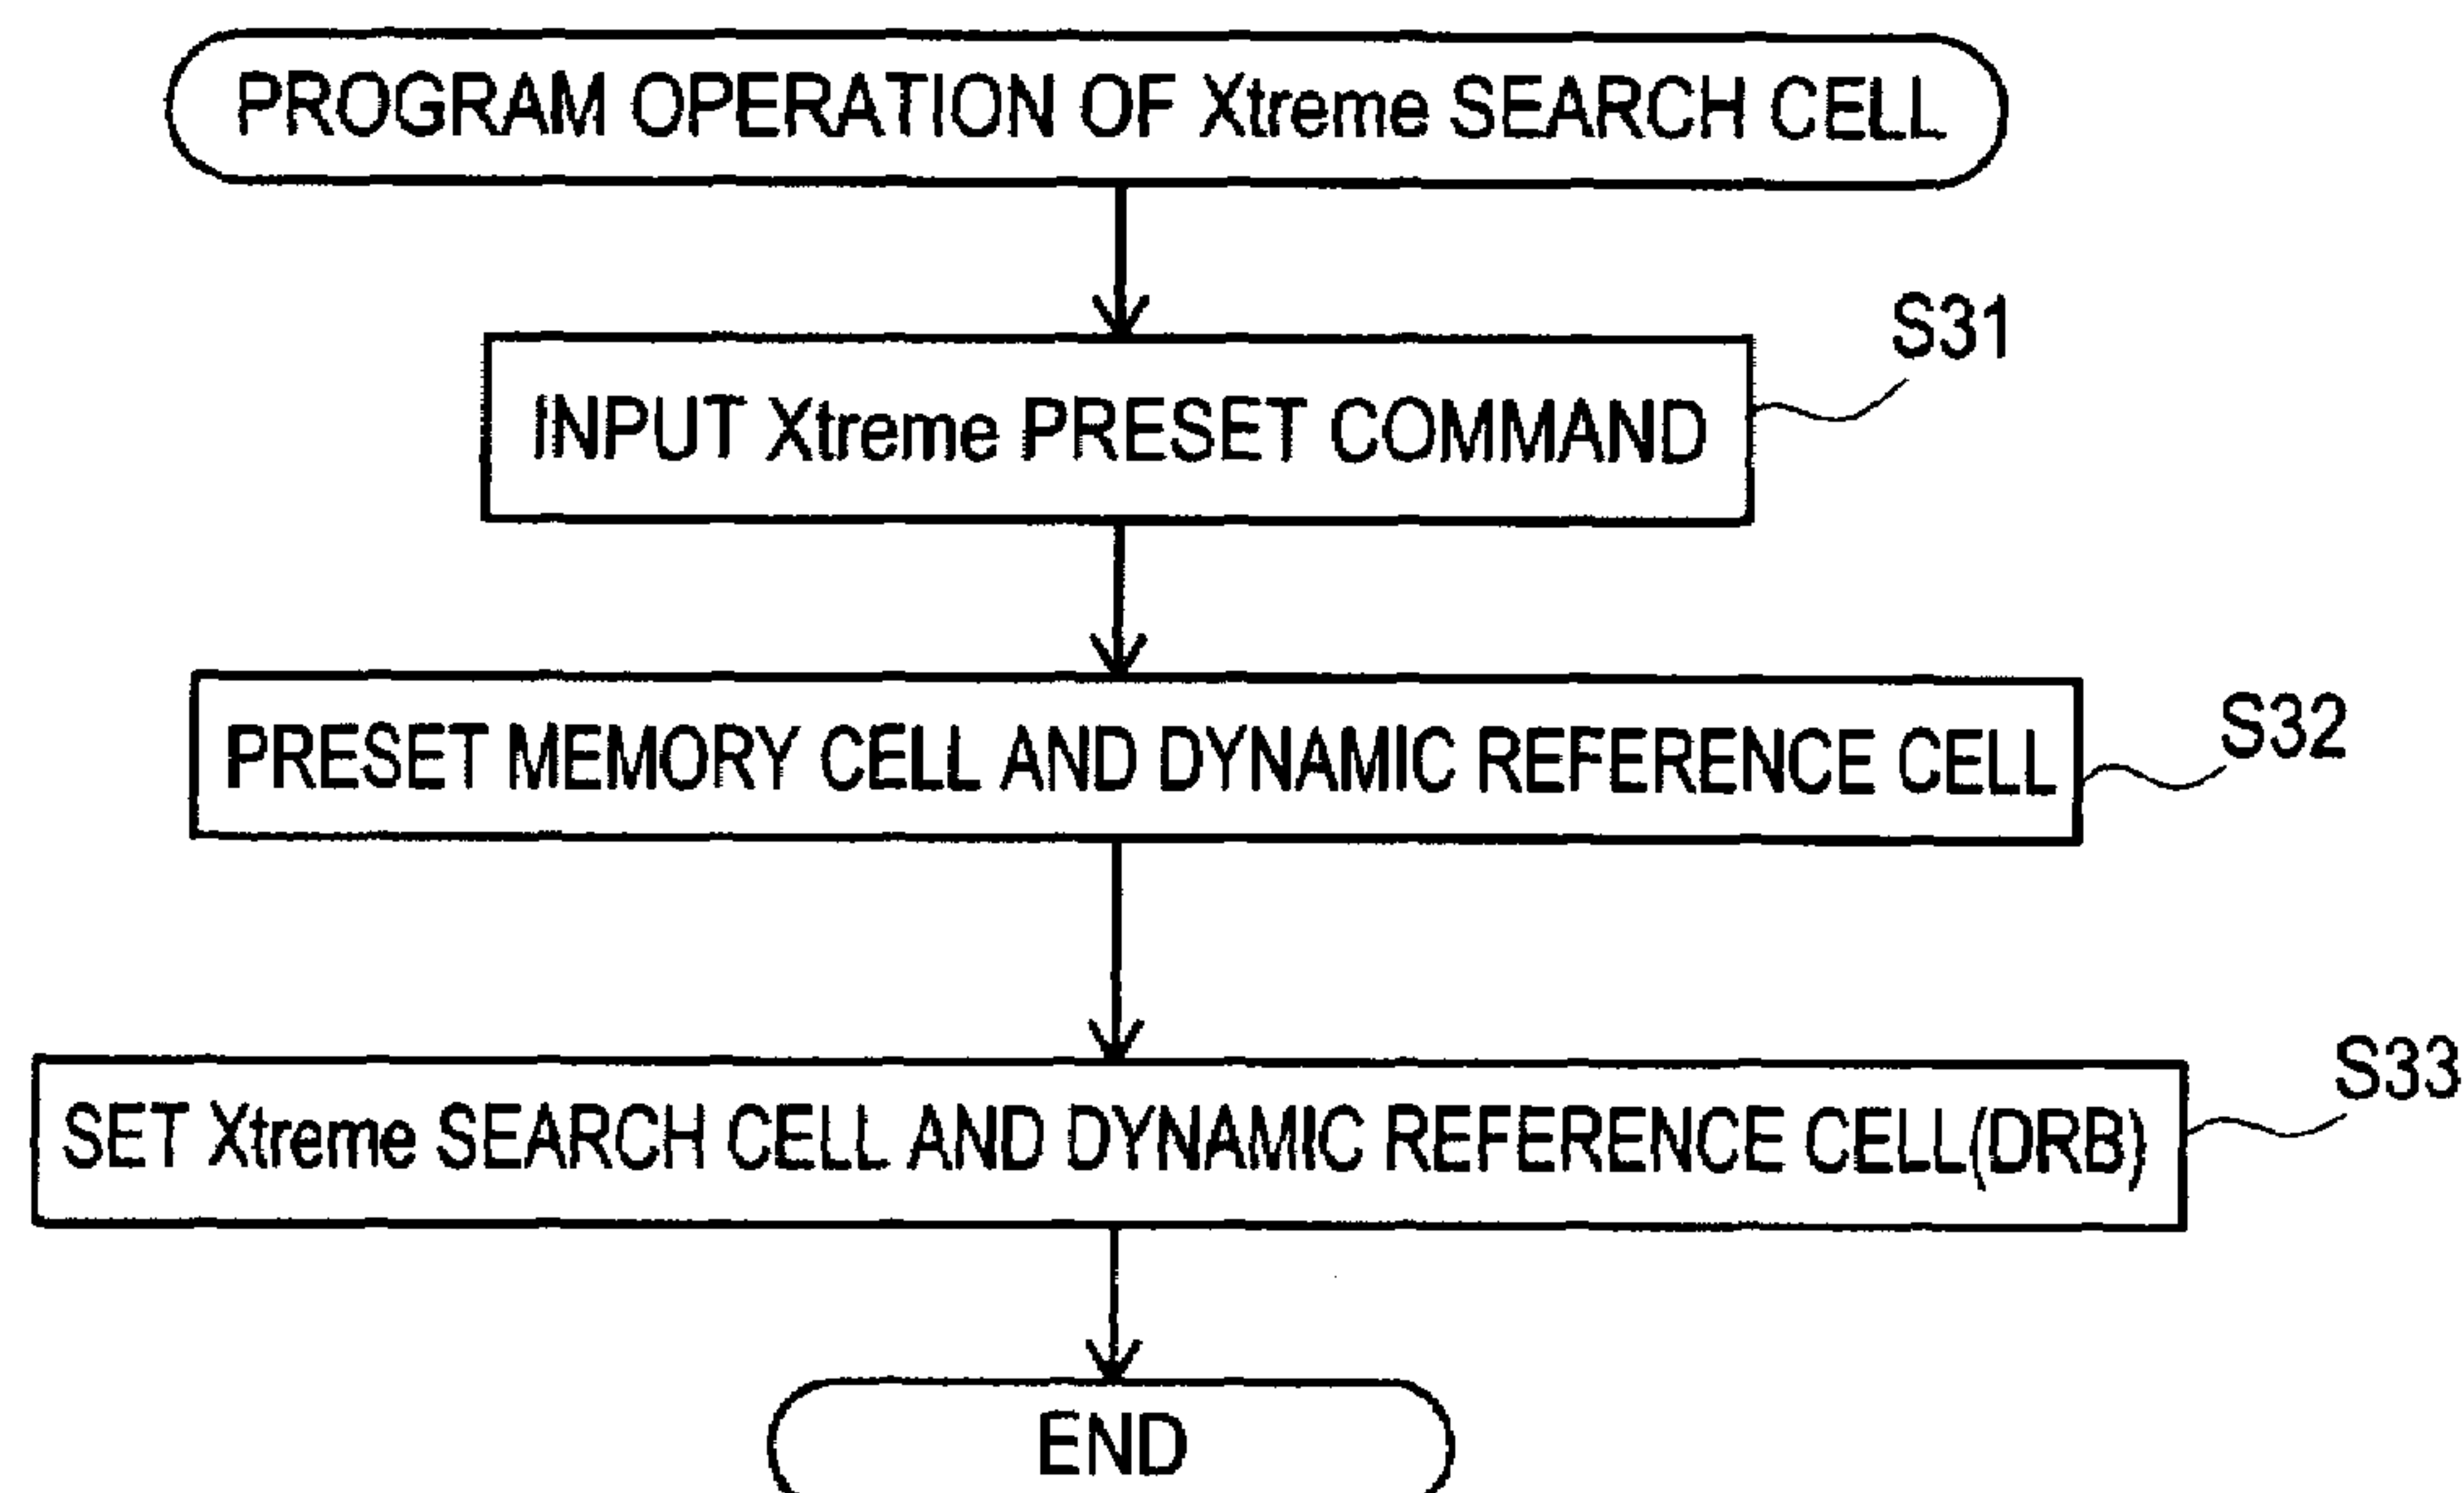 PROGRAM OPERATION OF Xtreme SEARCH CELL
S31
INPUT Xtreme PRESET COMMAND
S32
PRESET MEMORY CELL AND DYNAMIC REFERENCE CELL
S33
SET Xtreme SEARCH CELL AND DYNAMIC REFERENCE CELL(DRB)
END